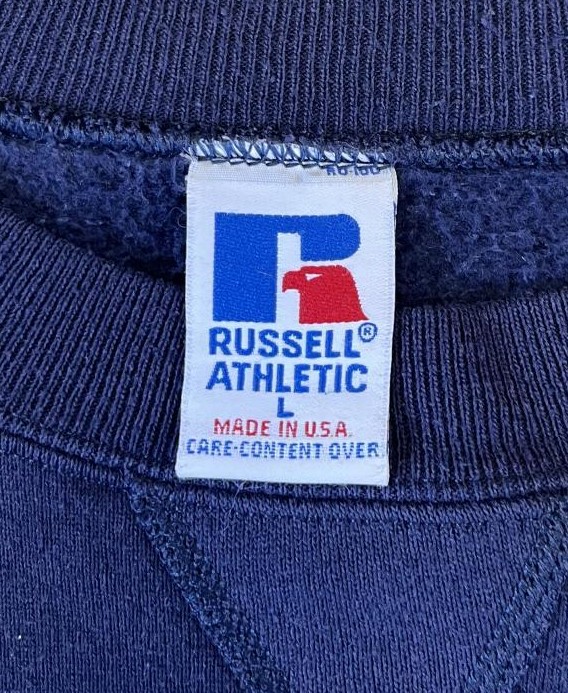 RUSSELL®
ATHLETIC
L
MADE IN U.S.A.
CARE-CONTENT OVER